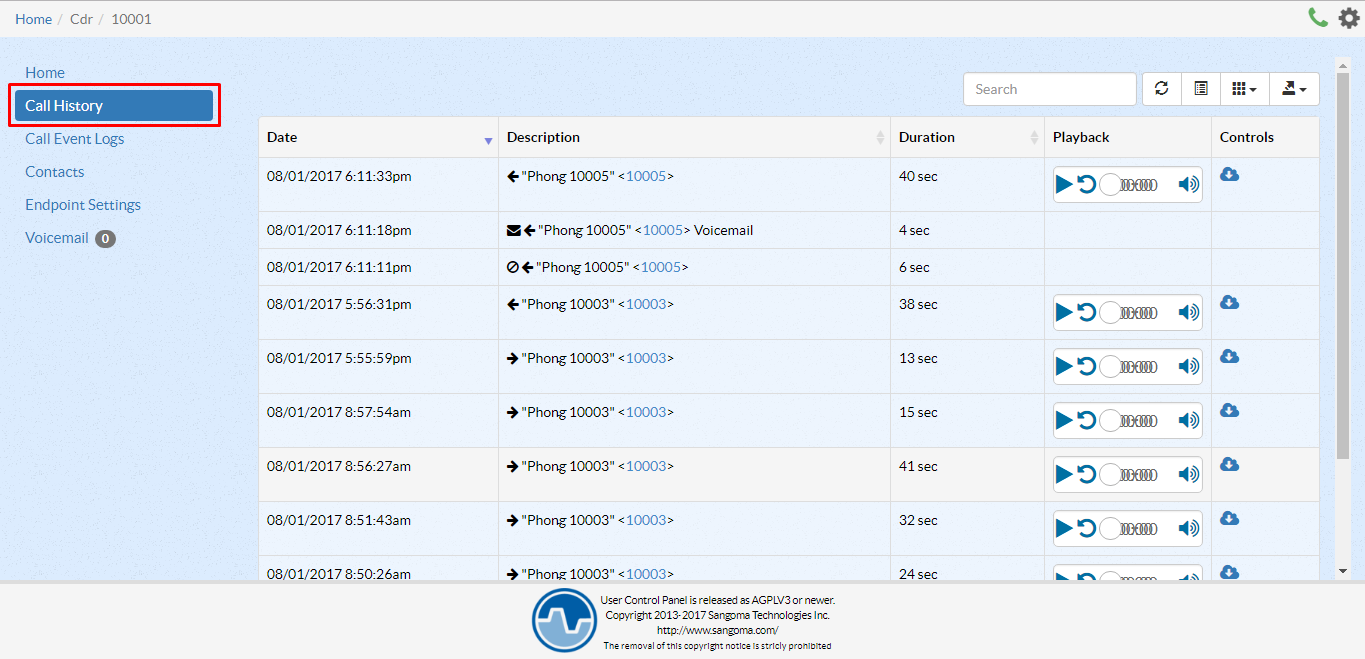 Home / Cdr / 10001
Home
Call History
Call Event Logs
Contacts
Endpoint Settings
Voicemail 0
Search
Date Description Duration Playback Controls
08/01/2017 6:11:33pm "Phong 10005" <10005> 40 sec
08/01/2017 6:11:18pm "Phong 10005" <10005> Voicemail 4 sec
08/01/2017 6:11:11pm "Phong 10005" <10005> 6 sec
08/01/2017 5:56:31pm "Phong 10003" <10003> 38 sec
08/01/2017 5:55:59pm "Phong 10003" <10003> 13 sec
08/01/2017 8:57:54am "Phong 10003" <10003> 15 sec
08/01/2017 8:56:27am "Phong 10003" <10003> 41 sec
08/01/2017 8:51:43am "Phong 10003" <10003> 32 sec
08/01/2017 8:50:26am "Phong 10003" <10003> 24 sec
User Control Panel is released as AGPLV3 or newer.
Copyright 2013-2017 Sangoma Technologies Inc.
http://www.sangoma.com/
The removal of this copyright notice is stricly prohibited